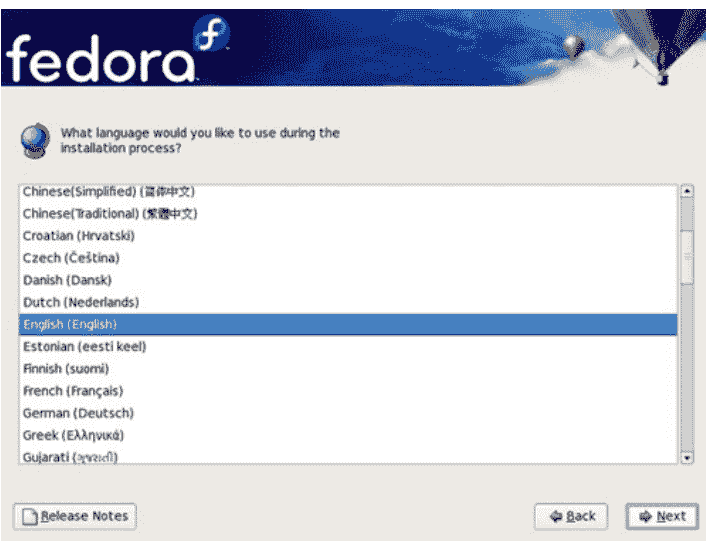 fedora
What language would you like to use during the
installation process?
Chinese(Simplified) (简体中文)
Chinese(Traditional) (繁體中文)
Croatian (Hrvatski)
Czech (Čeština)
Danish (Dansk)
Dutch (Nederlands)
English (English)
Estonian (eesti keel)
Finnish (suomi)
French (Français)
German (Deutsch)
Greek (Ελληνικά)
Gujarati (ગુજરાતી)
Release Notes
Back
Next